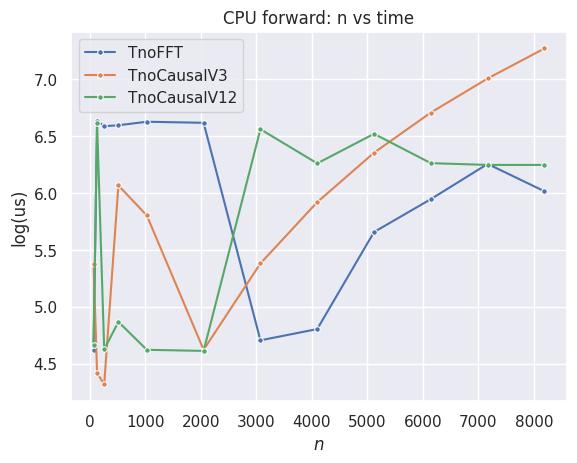 CPU forward: n vs time
TnoFFT
TnoCausalV3
TnoCausalV12
7.0
6.5
6.0
5.5
5.0
4.5
log(us)
0 1000 2000 3000 4000 5000 6000 7000 8000
n